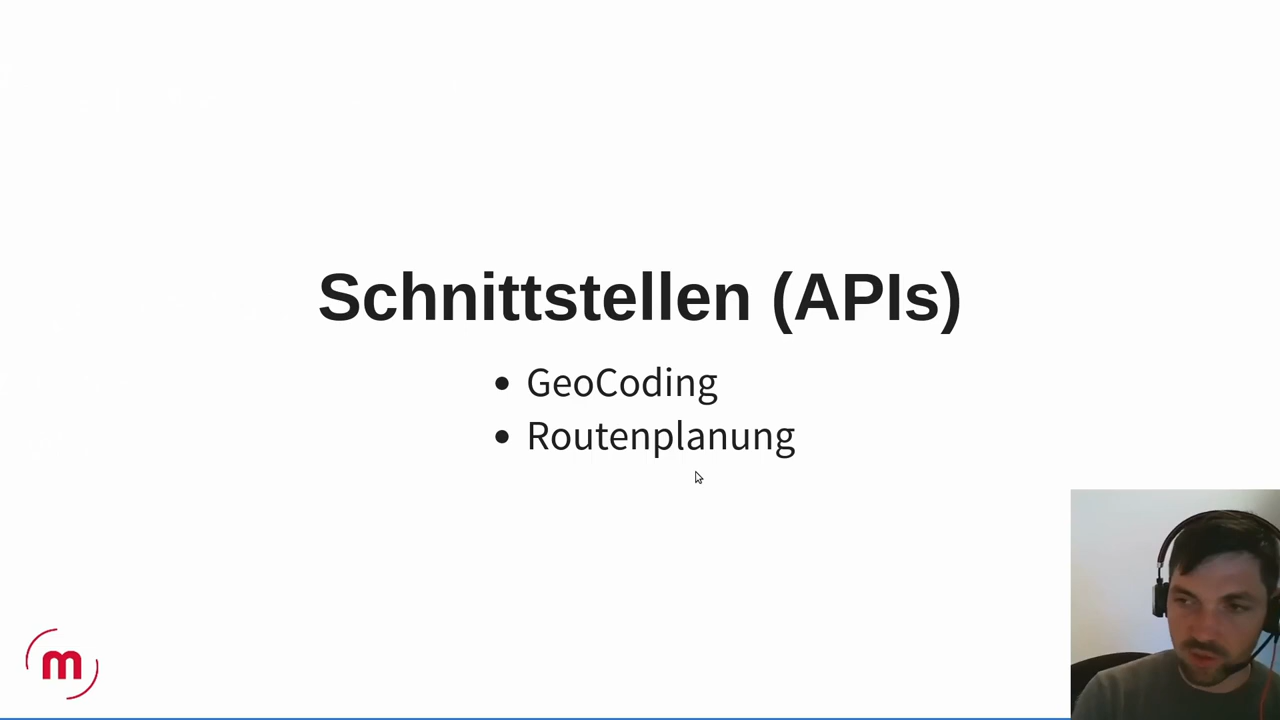 Schnittstellen (APIs)
• GeoCoding
• Routenplanung
m